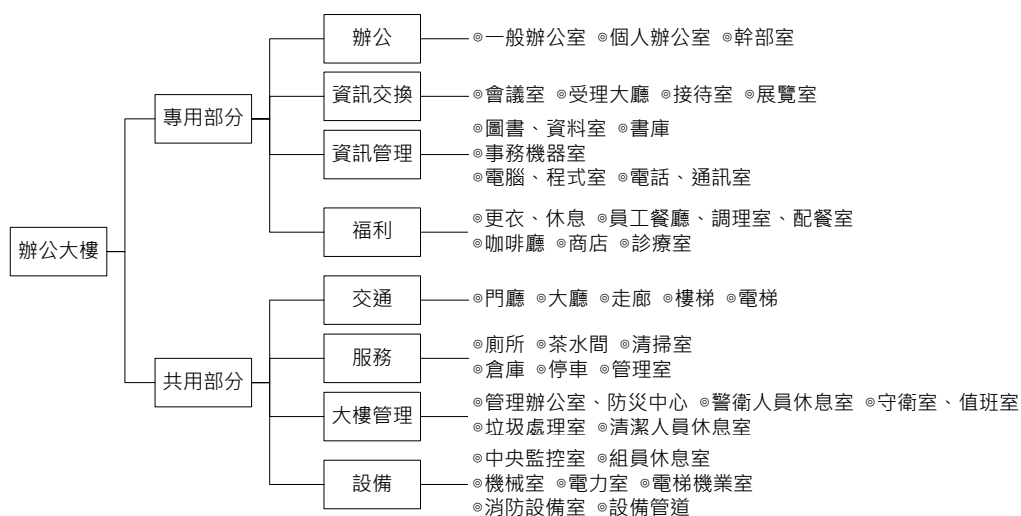 辦公
◎一般辦公室 ◎個人辦公室 ◎幹部室
資訊交換
◎會議室 ◎受理大廳 ◎接待室 ◎展覽室
專用部分
資訊管理
◎圖書、資料室 ◎書庫
◎事務機器室
◎電腦、程式室 ◎電話、通訊室
福利
◎更衣、休息 ◎員工餐廳、調理室、配餐室
◎咖啡廳 ◎商店 ◎診療室
辦公大樓
交通
◎門廳 ◎大廳 ◎走廊 ◎樓梯 ◎電梯
服務
◎廁所 ◎茶水間 ◎清掃室
◎倉庫 ◎停車 ◎管理室
共用部分
大樓管理
◎管理辦公室、防災中心 ◎警衛人員休息室 ◎守衛室、值班室
◎垃圾處理室 ◎清潔人員休息室
設備
◎中央監控室 ◎組員休息室
◎機械室 ◎電力室 ◎電梯機業室
◎消防設備室 ◎設備管道